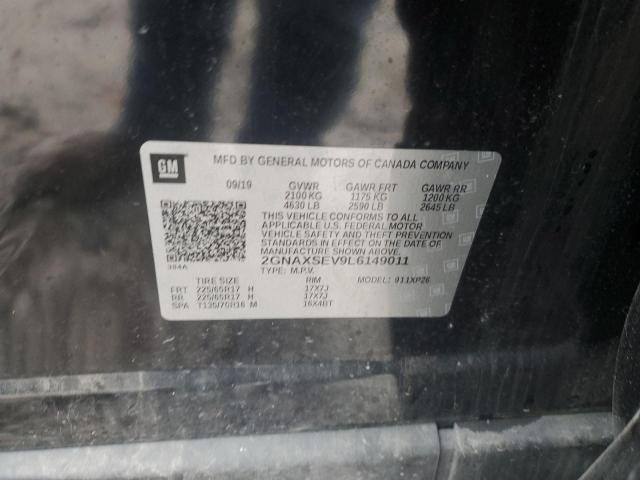 GM
MFD BY GENERAL MOTORS OF CANADA COMPANY
09/19 GVWR GAWR FRT GAWR RR
2100 KG 1175 KG 1200 KG
4630 LB 2590 LB 2645 LB
THIS VEHICLE CONFORMS TO ALL
APPLICABLE U.S. FEDERAL MOTOR
VEHICLE SAFETY AND THEFT PREVENTION
STANDARDS IN EFFECT ON THE DATE OF
MANUFACTURE SHOWN ABOVE.
2GNAXSEV9L6149011
TYPE: M.P.V. MODEL: 911XP26
394A
TIRE SIZE RIM
FRT 225/65R17 H 17X7J
RR 225/65R17 H 17X7J
SPA T135/70R16 M 16X4BT